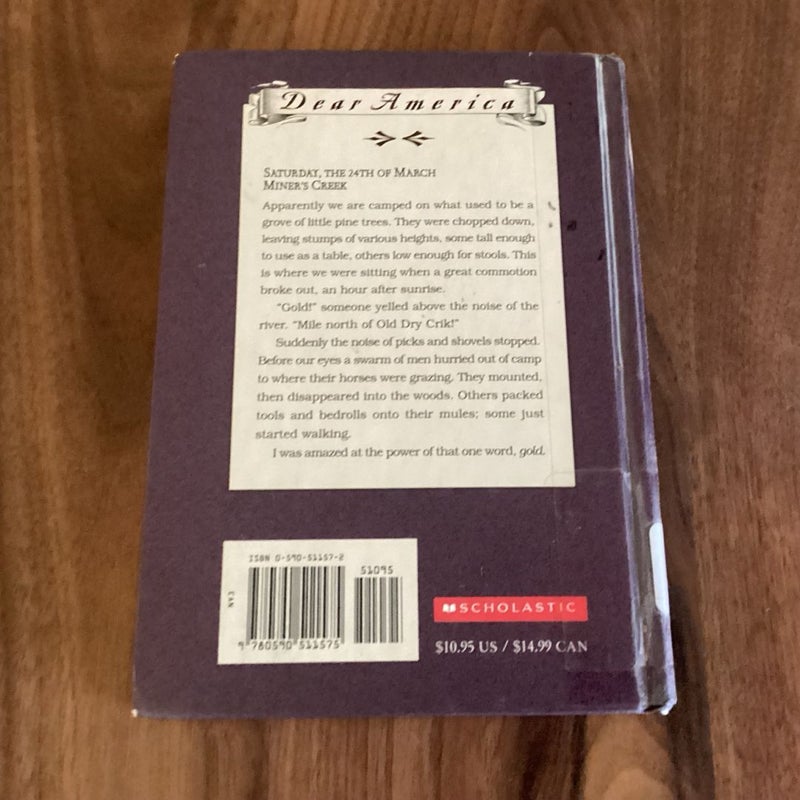 Dear America
SATURDAY, THE 24TH OF MARCH
MINER'S CREEK
Apparently we are camped on what used to be a
grove of little pine trees. They were chopped down,
leaving stumps of various heights, some tall enough
to use as a table, others low enough for stools. This
is where we were sitting when a great commotion
broke out, an hour after sunrise.
"Gold!" someone yelled above the noise of the
river. "Mile north of Old Dry Crik!"
Suddenly the noise of picks and shovels stopped.
Before our eyes a swarm of men hurried out of camp
to where their horses were grazing. They mounted,
then disappeared into the woods. Others packed
tools and bedrolls onto their mules; some just
started walking.
I was amazed at the power of that one word, gold.
ISBN 0-590-51157-2
51095
EAN
9 780590 511575
SCHOLASTIC
$10.95 US / $14.99 CAN